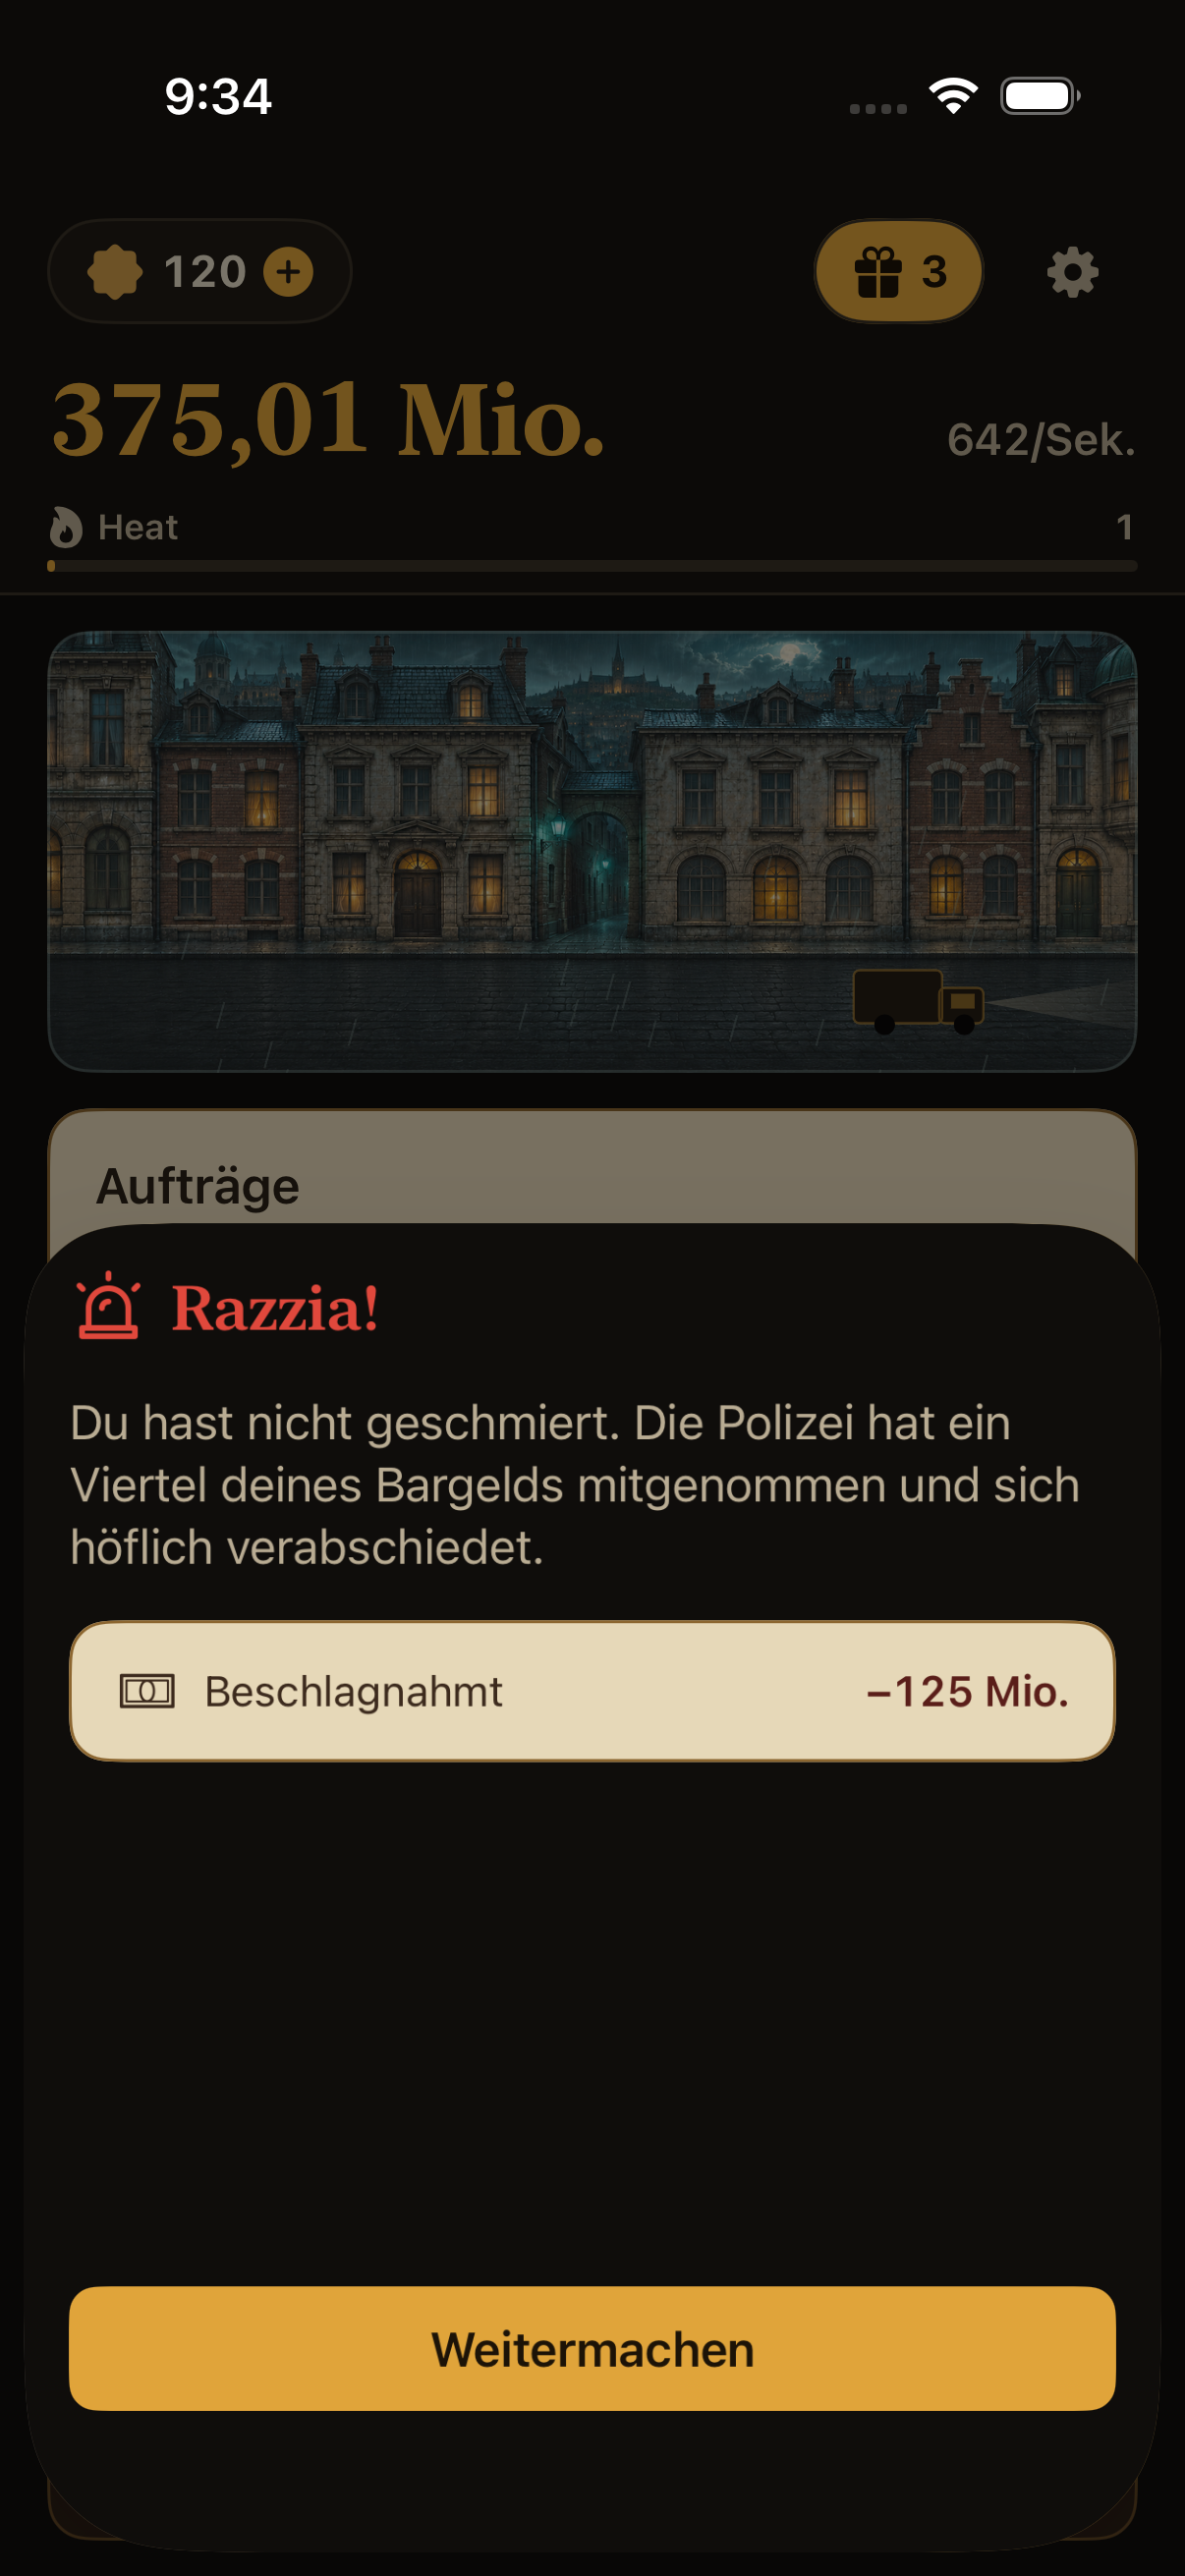 9:34
120
3
375,01 Mio.
642/Sek.
Heat
1
Aufträge
Razzia!
Du hast nicht geschmiert. Die Polizei hat ein
Viertel deines Bargelds mitgenommen und sich
höflich verabschiedet.
Beschlagnahmt
−125 Mio.
Weitermachen